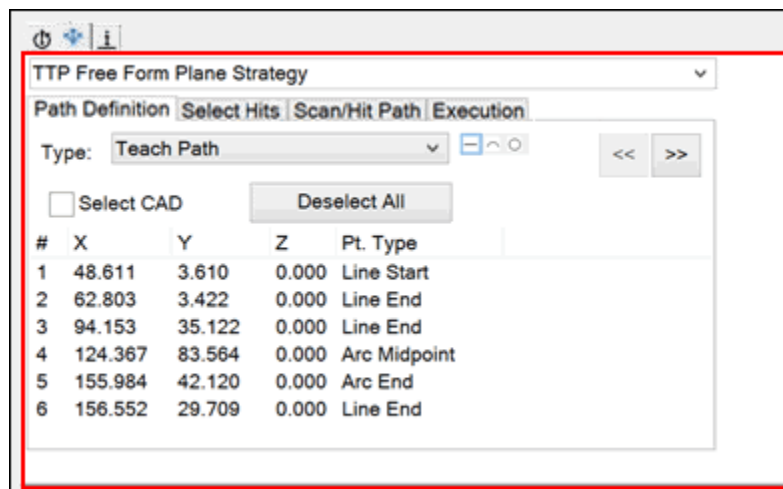 TTP Free Form Plane Strategy
Path Definition Select Hits Scan/Hit Path Execution
Type: Teach Path << >>
Select CAD Deselect All
# X Y Z Pt. Type
1 48.611 3.610 0.000 Line Start
2 62.803 3.422 0.000 Line End
3 94.153 35.122 0.000 Line End
4 124.367 83.564 0.000 Arc Midpoint
5 155.984 42.120 0.000 Arc End
6 156.552 29.709 0.000 Line End